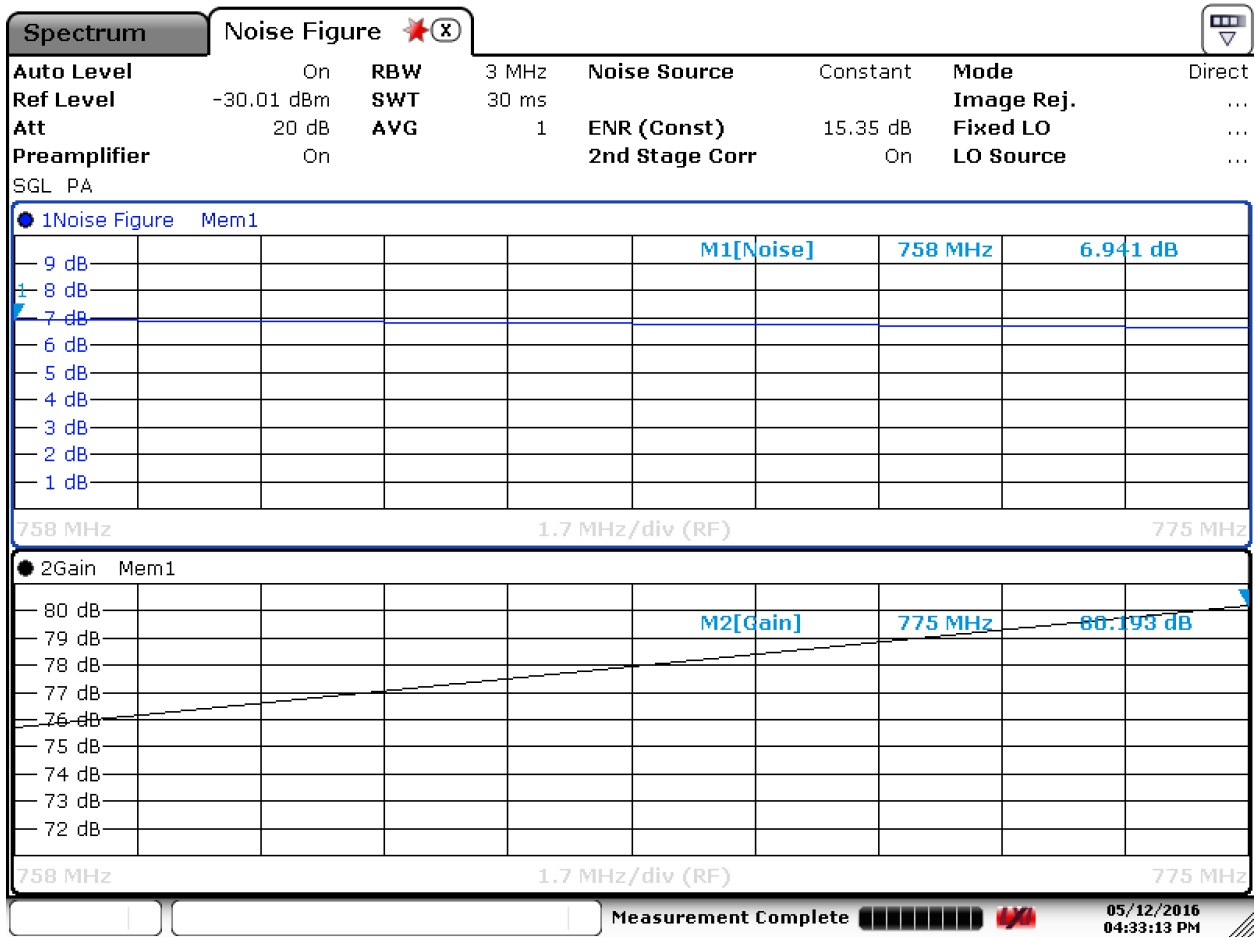 Spectrum Noise Figure X
Auto Level On RBW 3 MHz Noise Source Constant Mode Direct
Ref Level -30.01 dBm SWT 30 ms Image Rej. ...
Att 20 dB AVG 1 ENR (Const) 15.35 dB Fixed LO ...
Preamplifier On 2nd Stage Corr On LO Source ...
SGL PA
1Noise Figure Mem1
M1[Noise] 758 MHz 6.941 dB
9 dB
1 8 dB
7 dB
6 dB
5 dB
4 dB
3 dB
2 dB
1 dB
758 MHz 1.7 MHz/div (RF) 775 MHz
2Gain Mem1
80 dB
M2[Gain] 775 MHz 80.193 dB
79 dB
78 dB
77 dB
76 dB
75 dB
74 dB
73 dB
72 dB
758 MHz 1.7 MHz/div (RF) 775 MHz
Measurement Complete LXI 05/12/2016
04:33:13 PM